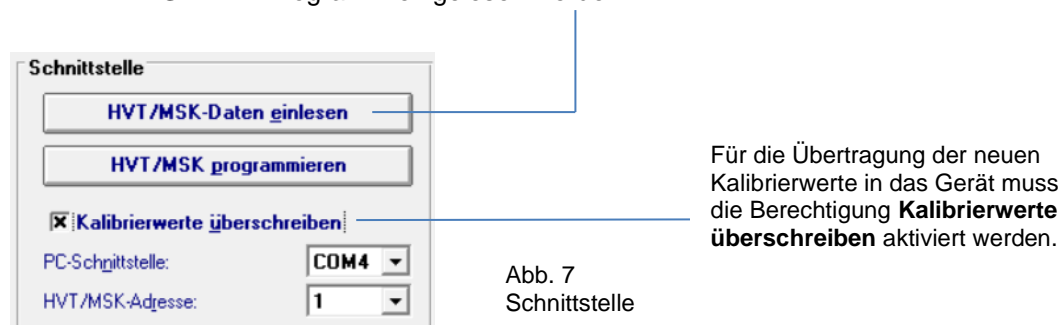 Schnittstelle
HVT/MSK-Daten einlesen
HVT/MSK programmieren
Kalibrierwerte überschreiben
PC-Schnittstelle:
COM4
HVT/MSK-Adresse:
1
Für die Übertragung der neuen
Kalibrierwerte in das Gerät muss
die Berechtigung Kalibrierwerte
überschreiben aktiviert werden.
Abb. 7
Schnittstelle